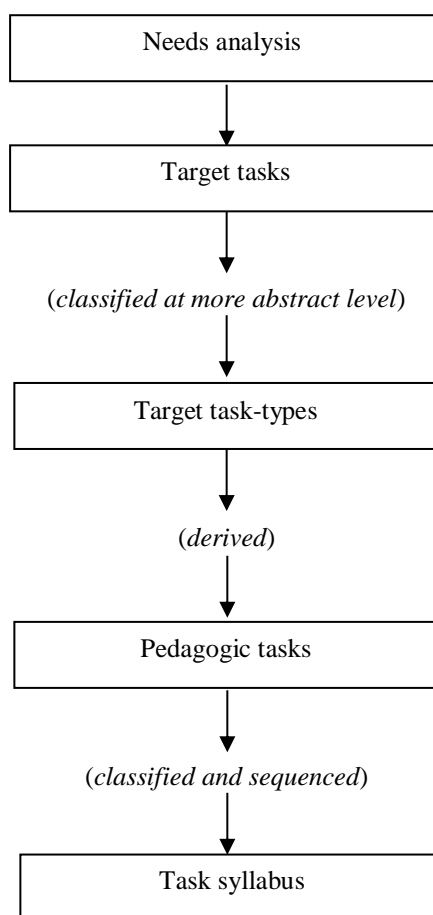 Needs analysis
Target tasks
(classified at more abstract level)
Target task-types
(derived)
Pedagogic tasks
(classified and sequenced)
Task syllabus